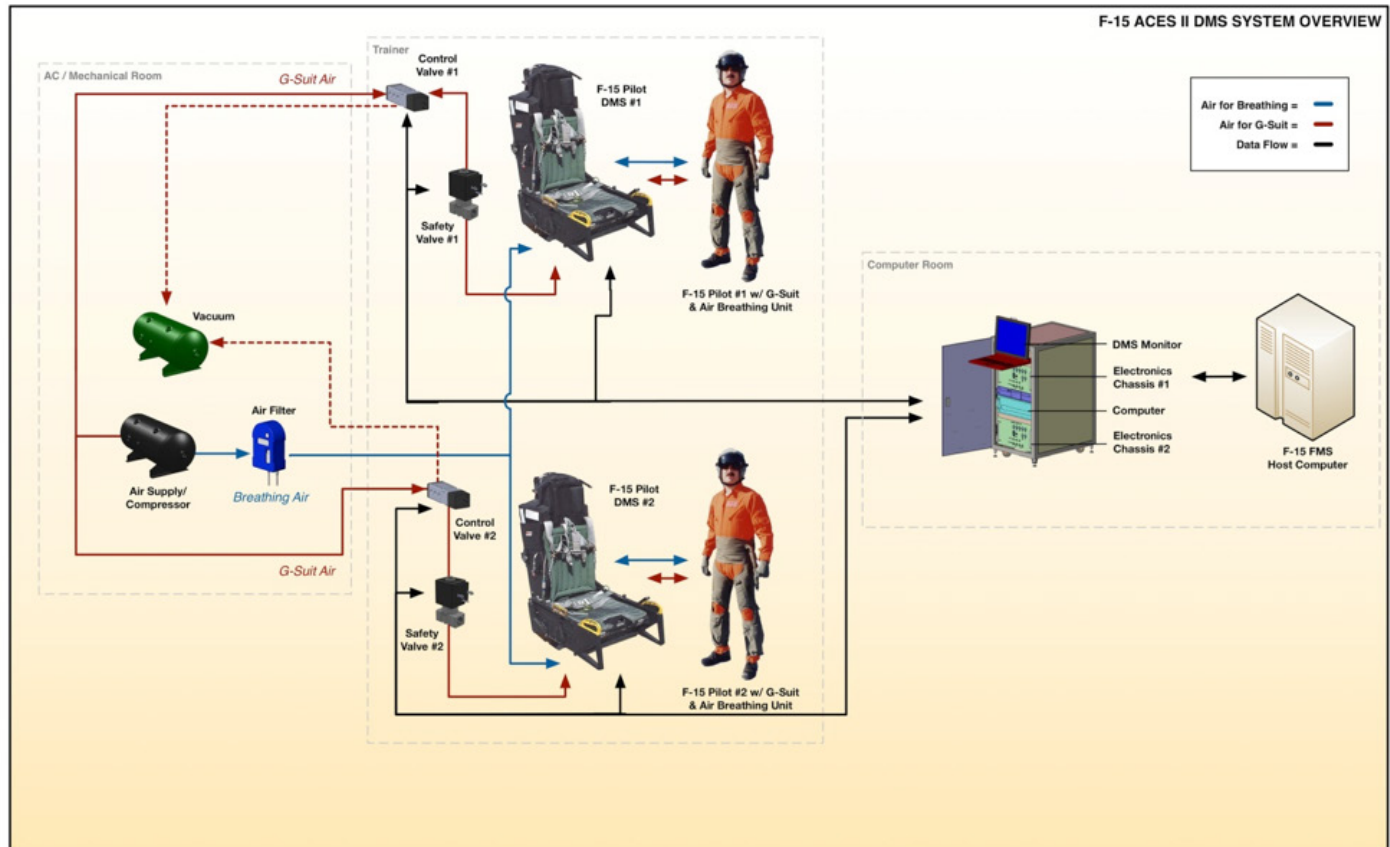 F-15 ACES II DMS SYSTEM OVERVIEW
AC / Mechanical Room
G-Suit Air
Trainer
Control
Valve #1
F-15 Pilot
DMS #1
Safety
Valve #1
F-15 Pilot #1 w/ G-Suit
& Air Breathing Unit
Air for Breathing =
Air for G-Suit =
Data Flow =
Computer Room
DMS Monitor
Electronics
Chassis #1
Computer
Electronics
Chassis #2
F-15 FMS
Host Computer
Vacuum
Air Filter
Air Supply/
Compressor
Breathing Air
G-Suit Air
Control
Valve #2
F-15 Pilot
DMS #2
Safety
Valve #2
F-15 Pilot #2 w/ G-Suit
& Air Breathing Unit